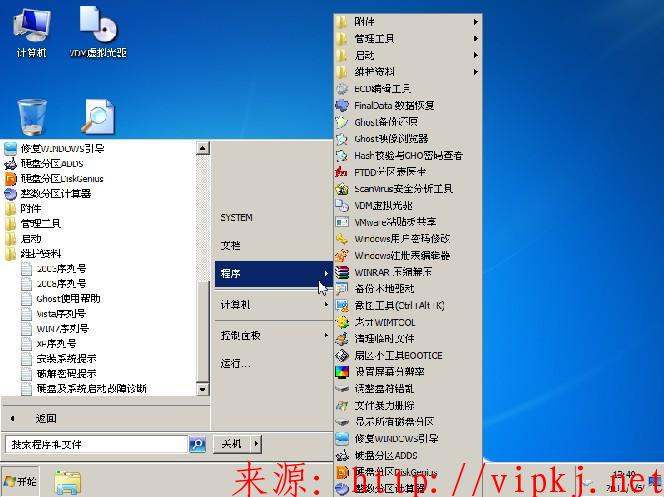 计算机
VDM虚拟光驱
修复WINDOWS引导
硬盘分区ADDS
硬盘分区DiskGenius
整数分区计算器
附件
管理工具
启动
维护资料
2003序列号
2008序列号
Ghost使用帮助
Vista序列号
WIN7序列号
XP序列号
安装系统提示
破解密码提示
硬盘及系统启动故障诊断
返回
搜索程序和文件
SYSTEM
文档
程序
计算机
控制面板
运行...
关机
附件
管理工具
启动
维护资料
BCD编辑工具
FinalData 数据恢复
Ghost备份还原
Ghost映像浏览器
Hash校验与GHO密码查看
PTDD分区表医生
ScanVirus安全分析工具
VDM虚拟光驱
VMware粘贴板共享
Windows用户密码修改
Windows注册表编辑器
WINRAR 压缩解压
备份本地驱动
截图工具(Ctrl+Alt+K)
老九WIMTOOL
清理临时文件
扇区小工具BOOTICE
设置屏幕分辨率
调整盘符错乱
文件暴力删除
显示所有磁盘分区
修复WINDOWS引导
硬盘分区ADDS
硬盘分区DiskGenius
整数分区计算器
开始
来源: http://vipkj.net